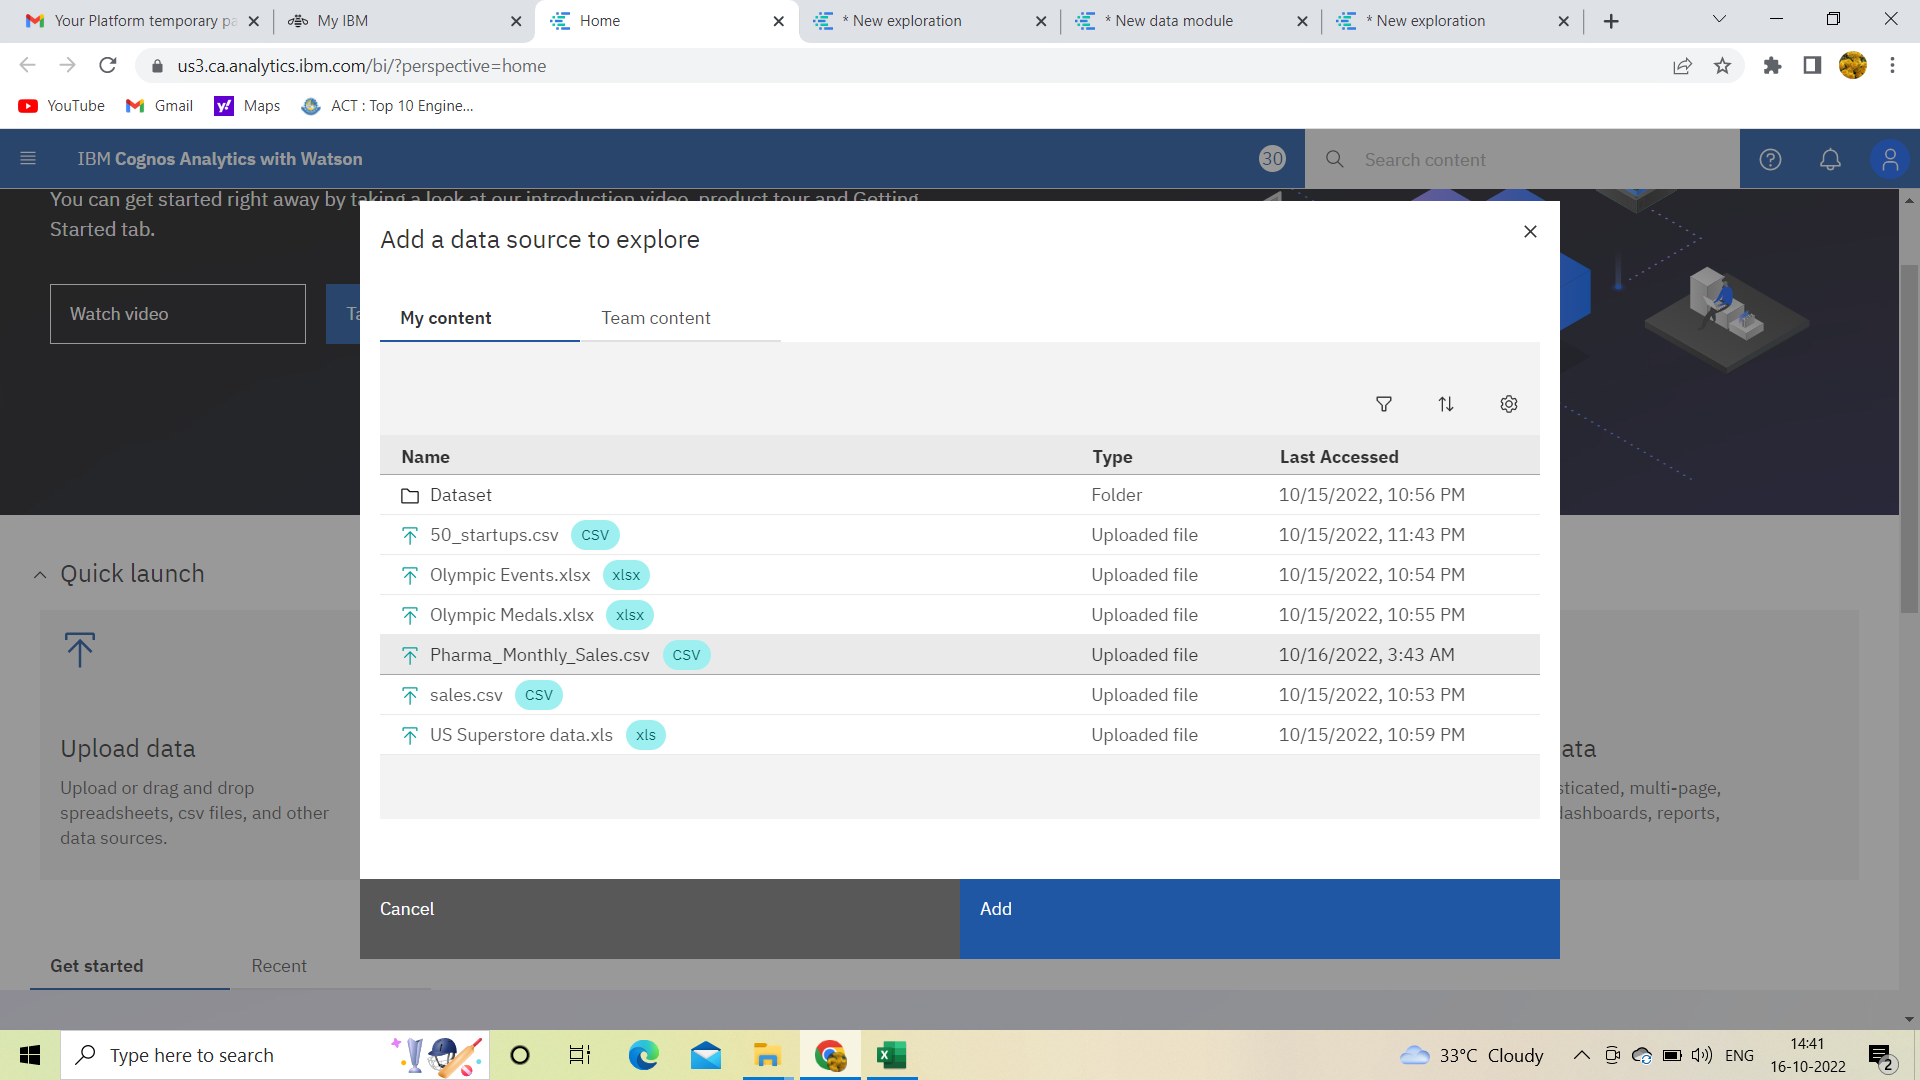 Your Platform temporary pa
My IBM
Home
* New exploration
* New data module
* New exploration
us3.ca.analytics.ibm.com/bi/?perspective=home
YouTube
Gmail
Maps
ACT : Top 10 Engine...
IBM Cognos Analytics with Watson
30
Search content
You can get started right away by taking a look at our introduction video, product tour and Getting
Started tab.
Watch video
Ta
Add a data source to explore
My content
Team content
Name Type Last Accessed
Dataset Folder 10/15/2022, 10:56 PM
50_startups.csv CSV Uploaded file 10/15/2022, 11:43 PM
Olympic Events.xlsx xlsx Uploaded file 10/15/2022, 10:54 PM
Olympic Medals.xlsx xlsx Uploaded file 10/15/2022, 10:55 PM
Pharma_Monthly_Sales.csv CSV Uploaded file 10/16/2022, 3:43 AM
sales.csv CSV Uploaded file 10/15/2022, 10:53 PM
US Superstore data.xls xls Uploaded file 10/15/2022, 10:59 PM
Cancel
Add
Quick launch
Upload data
Upload or drag and drop
spreadsheets, csv files, and other
data sources.
ata
sticated, multi-page,
dashboards, reports,
Get started
Recent
Type here to search
33°C Cloudy
ENG
14:41
16-10-2022
2